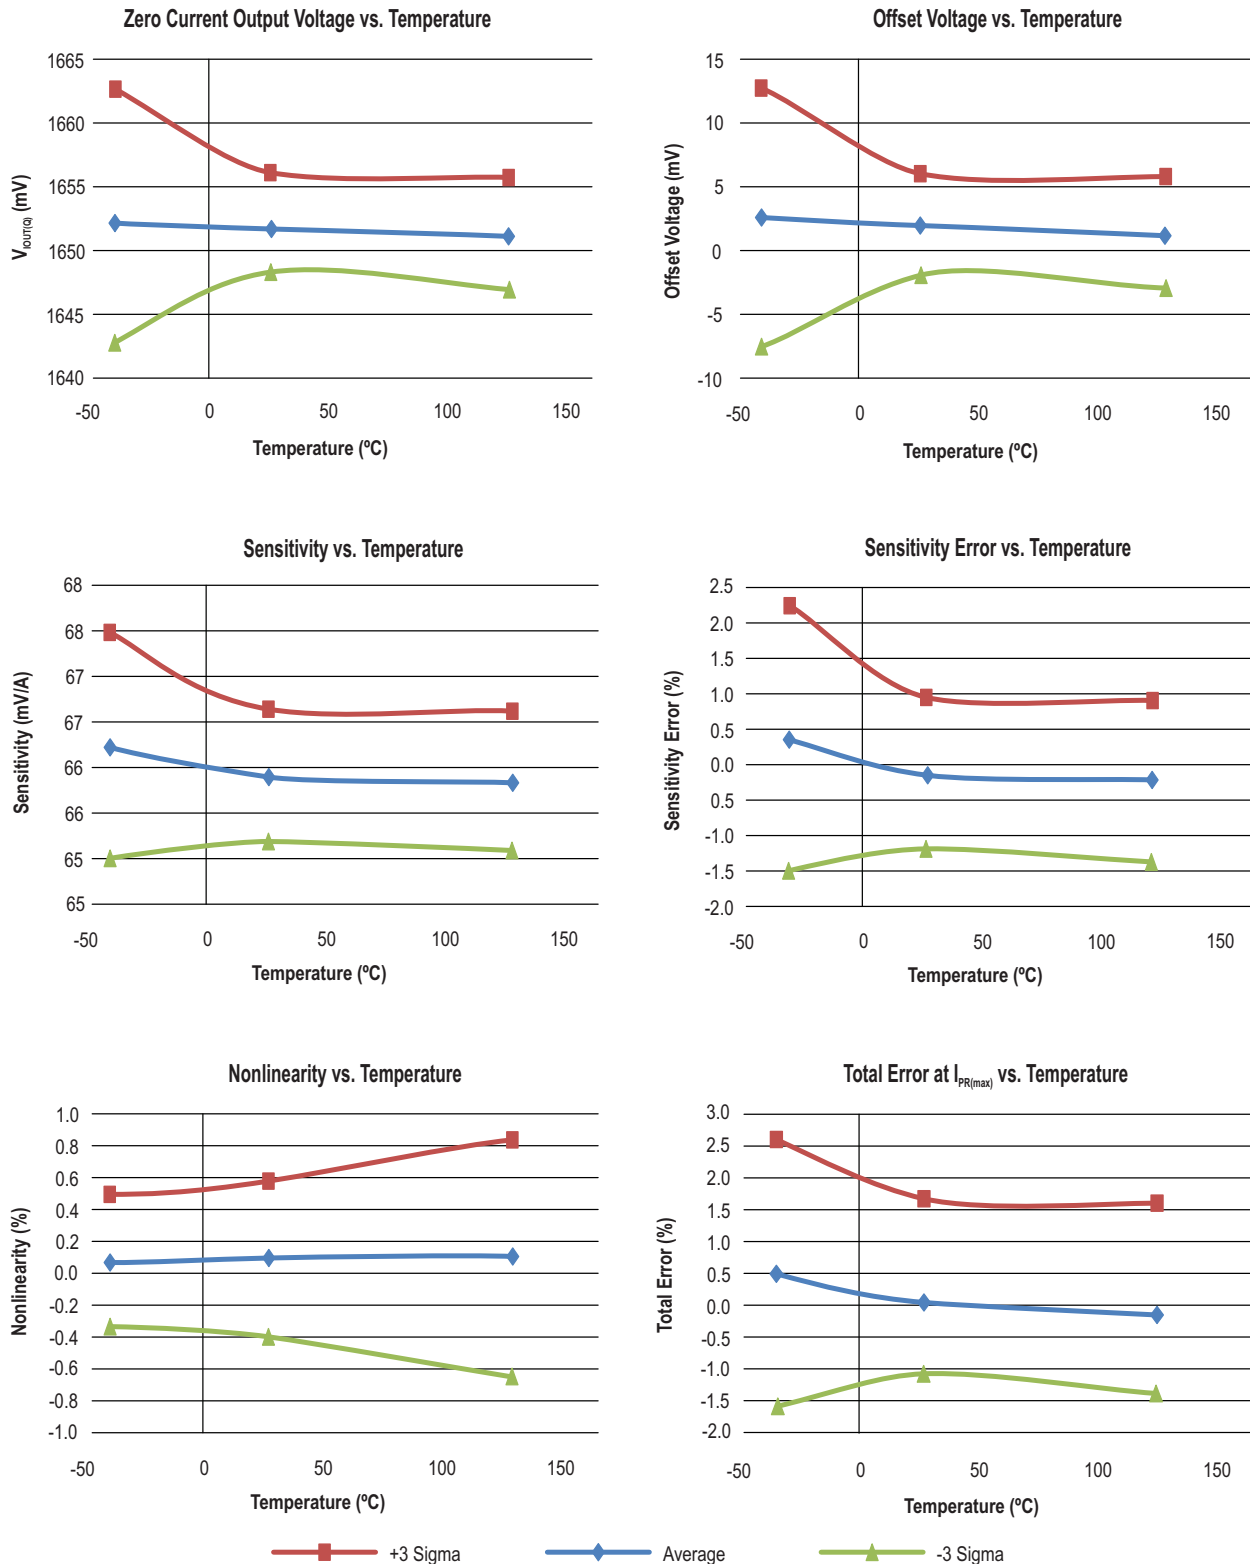 Zero Current Output Voltage vs. Temperature
1665
1660
1655
1650
1645
1640
V_IOUT(Q) (mV)
-50 0 50 100 150
Temperature (ºC)
Offset Voltage vs. Temperature
15
10
5
0
-5
-10
Offset Voltage (mV)
-50 0 50 100 150
Temperature (ºC)
Sensitivity vs. Temperature
68
68
67
67
66
66
65
65
Sensitivity (mV/A)
-50 0 50 100 150
Temperature (ºC)
Sensitivity Error vs. Temperature
2.5
2.0
1.5
1.0
0.5
0.0
0.5
-1.0
-1.5
-2.0
Sensitivity Error (%)
-50 0 50 100 150
Temperature (ºC)
Nonlinearity vs. Temperature
1.0
0.8
0.6
0.4
0.2
0.0
-0.2
-0.4
-0.6
-0.8
-1.0
Nonlinearity (%)
-50 0 50 100 150
Temperature (ºC)
Total Error at I_PR(max) vs. Temperature
3.0
2.5
2.0
1.5
1.0
0.5
0.0
-0.5
-1.0
-1.5
-2.0
Total Error (%)
-50 0 50 100 150
Temperature (ºC)
+3 Sigma Average -3 Sigma